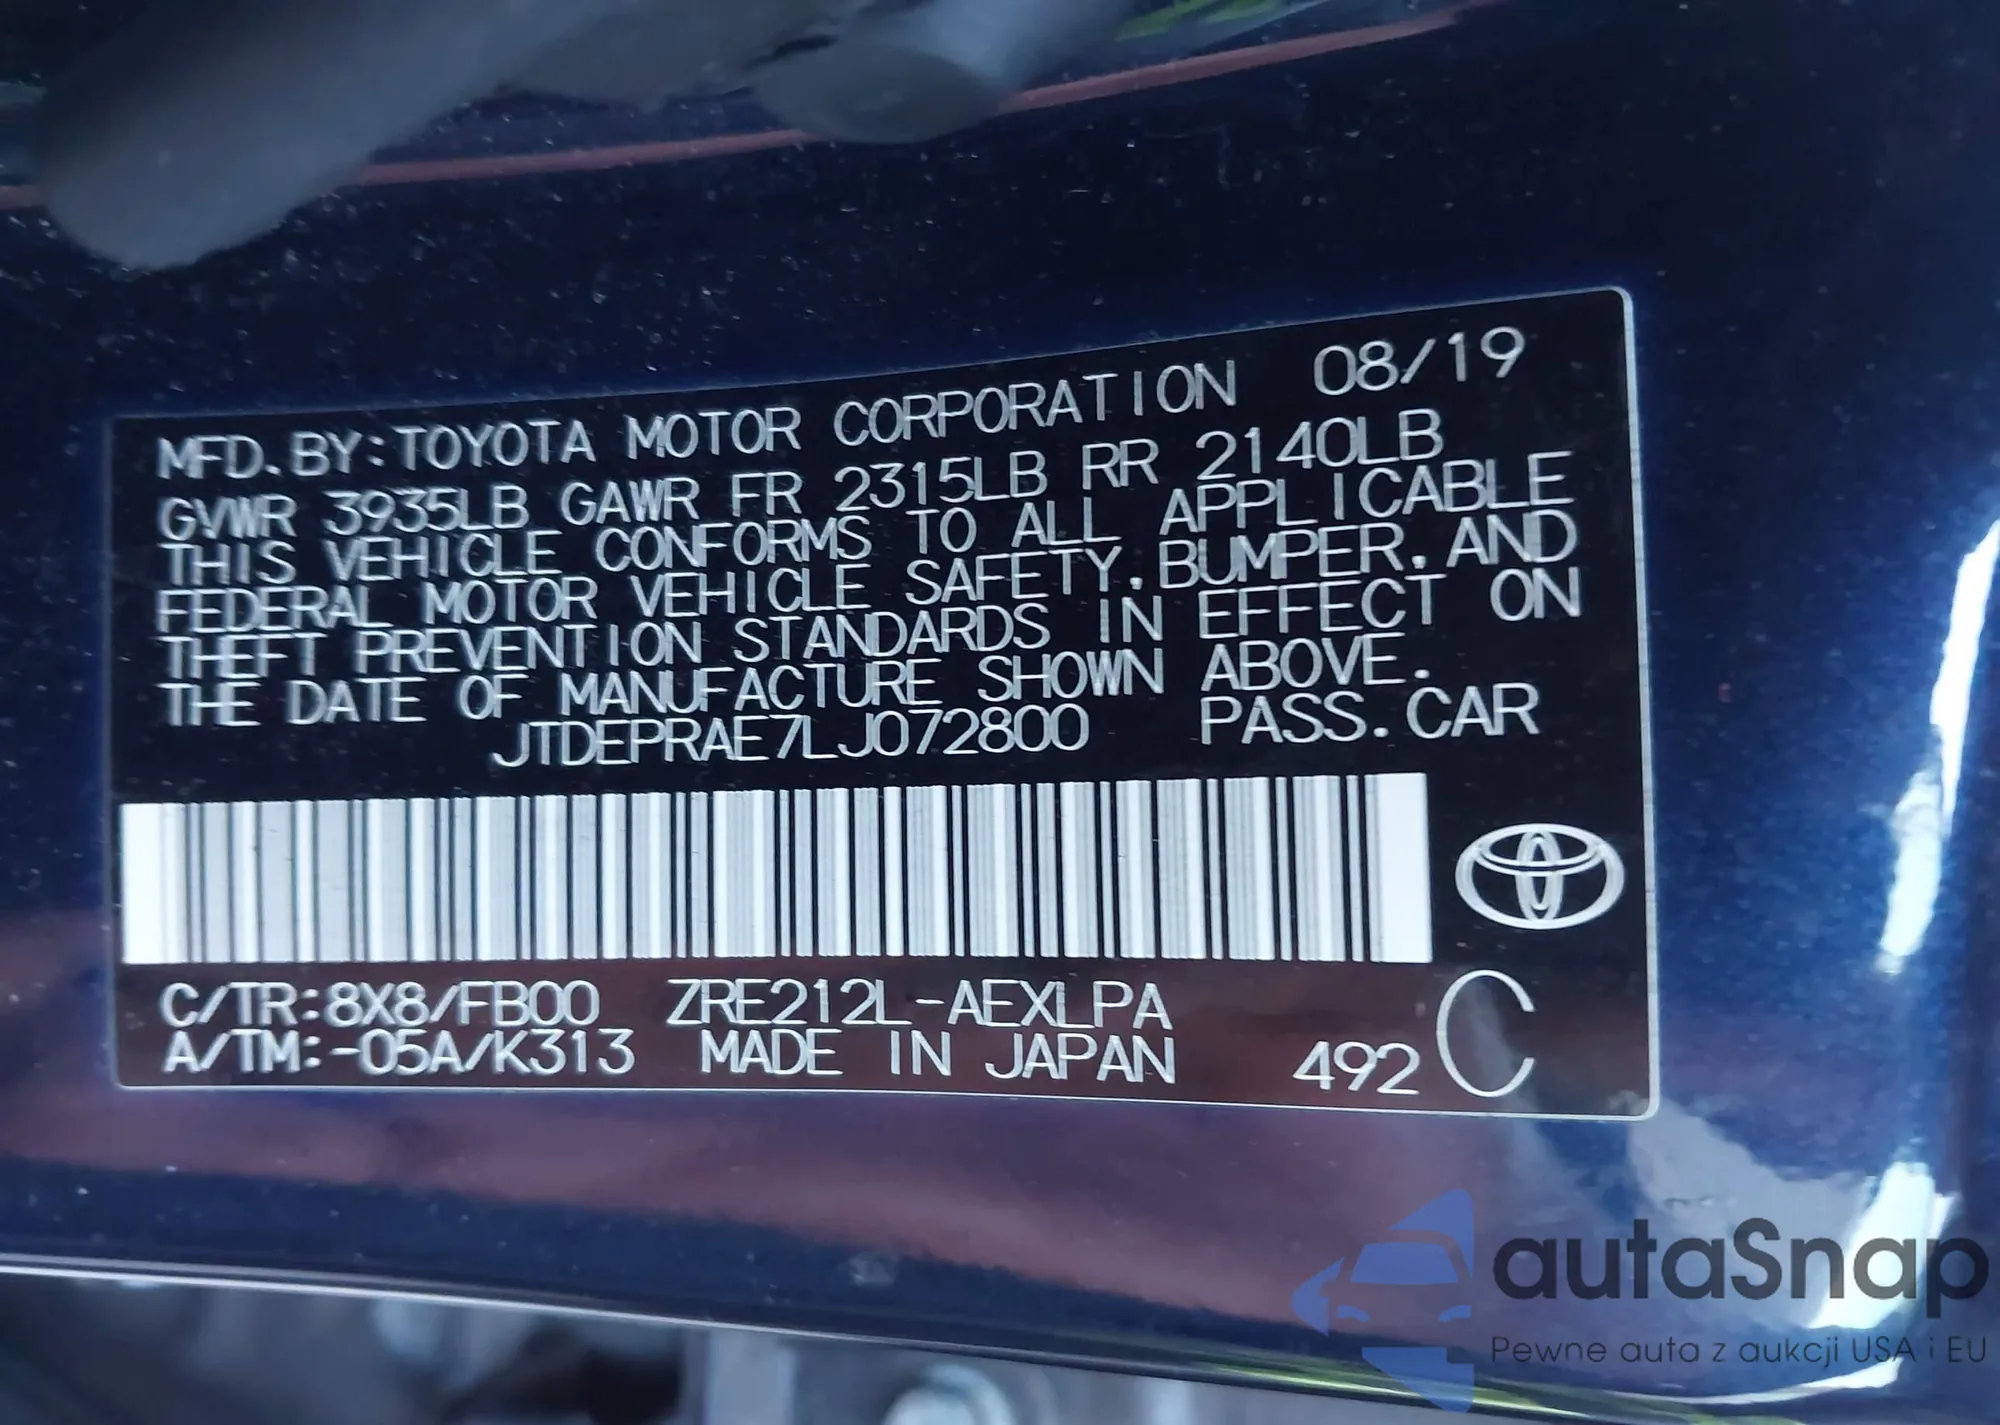 MFD.BY:TOYOTA MOTOR CORPORATION 08/19
GVWR 3935LB GAWR FR 2315LB RR 2140LB
THIS VEHICLE CONFORMS TO ALL APPLICABLE
FEDERAL MOTOR VEHICLE SAFETY,BUMPER,AND
THEFT PREVENTION STANDARDS IN EFFECT ON
THE DATE OF MANUFACTURE SHOWN ABOVE.
JTDEPRAE7LJ072800 PASS.CAR
C/TR:8X8/FB00 ZRE212L-AEXLPA
A/TM:-05A/K313 MADE IN JAPAN 492 C
autaSnap
Pewne auta z aukcji USA i EU